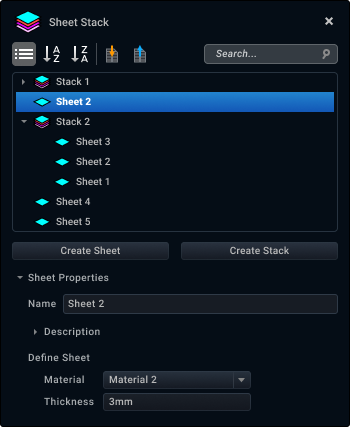 Sheet Stack
A Z
Z A
Search...
Stack 1
Sheet 2
Stack 2
Sheet 3
Sheet 2
Sheet 1
Sheet 4
Sheet 5
Create Sheet Create Stack
Sheet Properties
Name Sheet 2
Description
Define Sheet
Material Material 2
Thickness 3mm